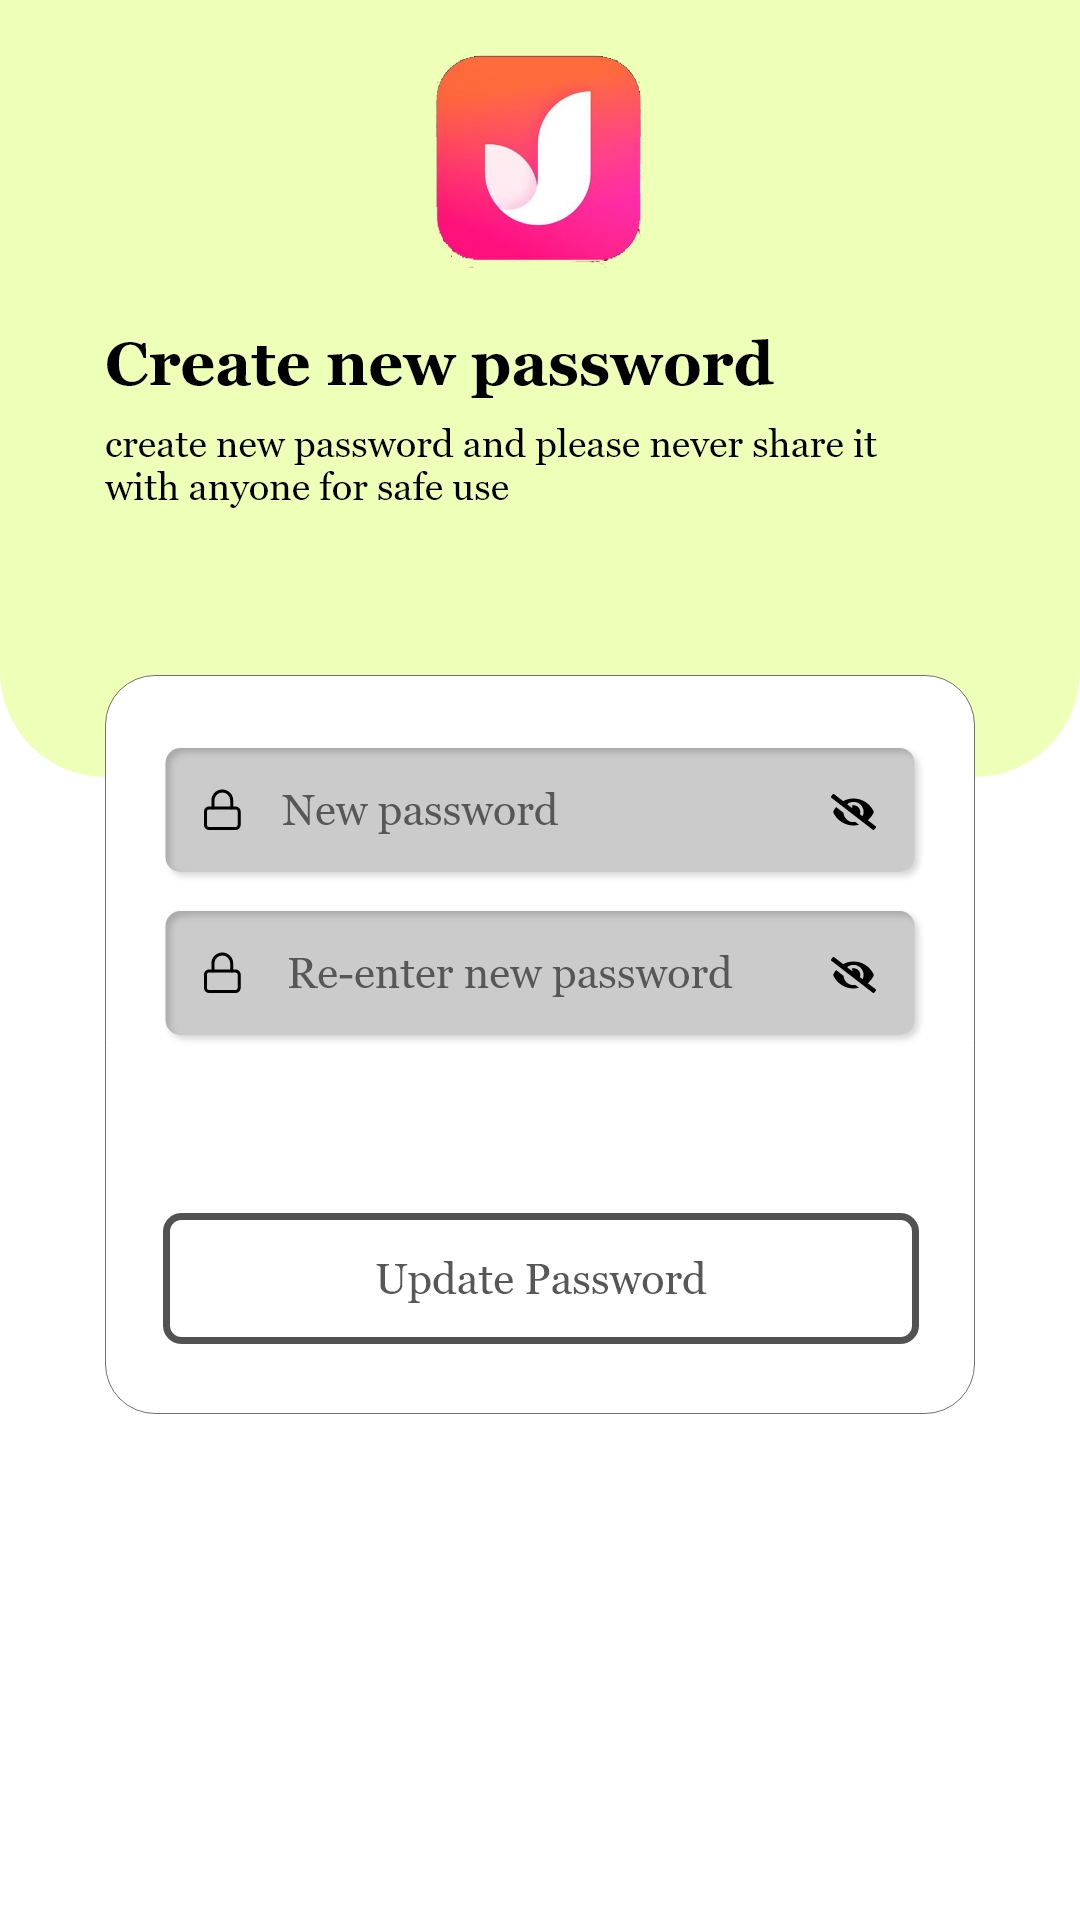 Create new password
create new password and please never share it
with anyone for safe use
New password
Re-enter new password
Update Password